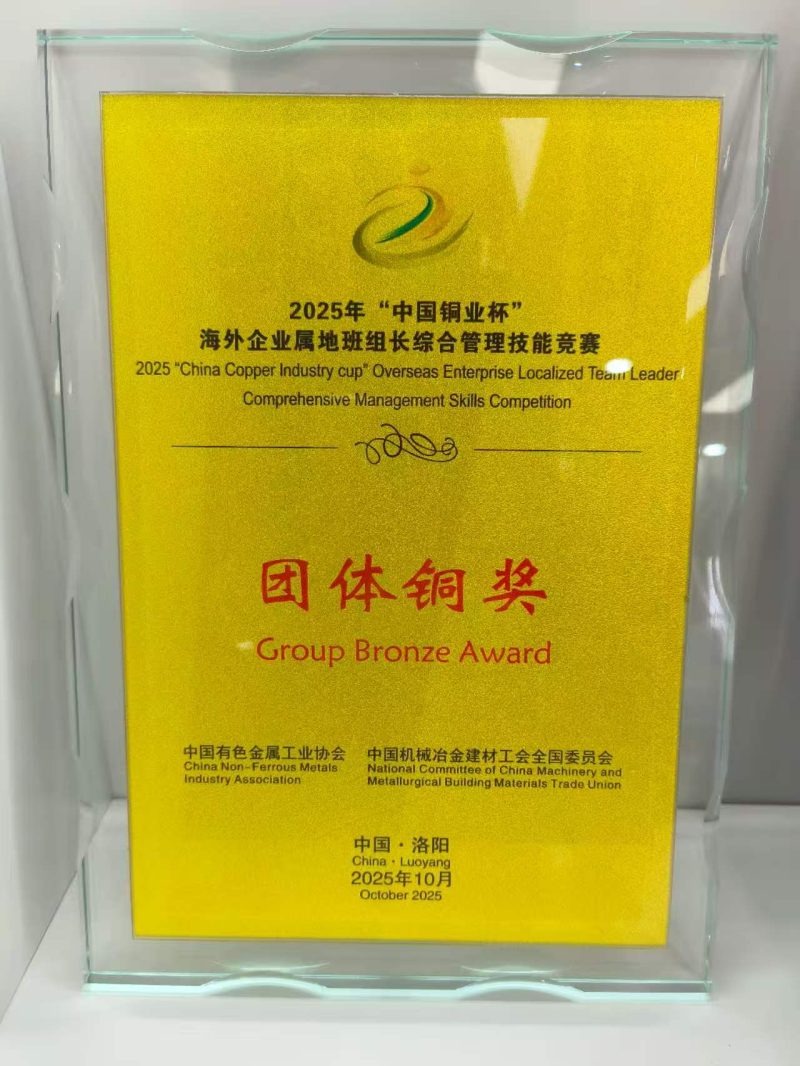 2025年“中国铜业杯”
海外企业属地班组长综合管理技能竞赛
2025 “China Copper Industry cup” Overseas Enterprise Localized Team Leader
Comprehensive Management Skills Competition
团体铜奖
Group Bronze Award
中国有色金属工业协会
China Non-Ferrous Metals
Industry Association
中国机械冶金建材工会全国委员会
National Committee of China Machinery and
Metallurgical Building Materials Trade Union
中国·洛阳
China·Luoyang
2025年10月
October 2025